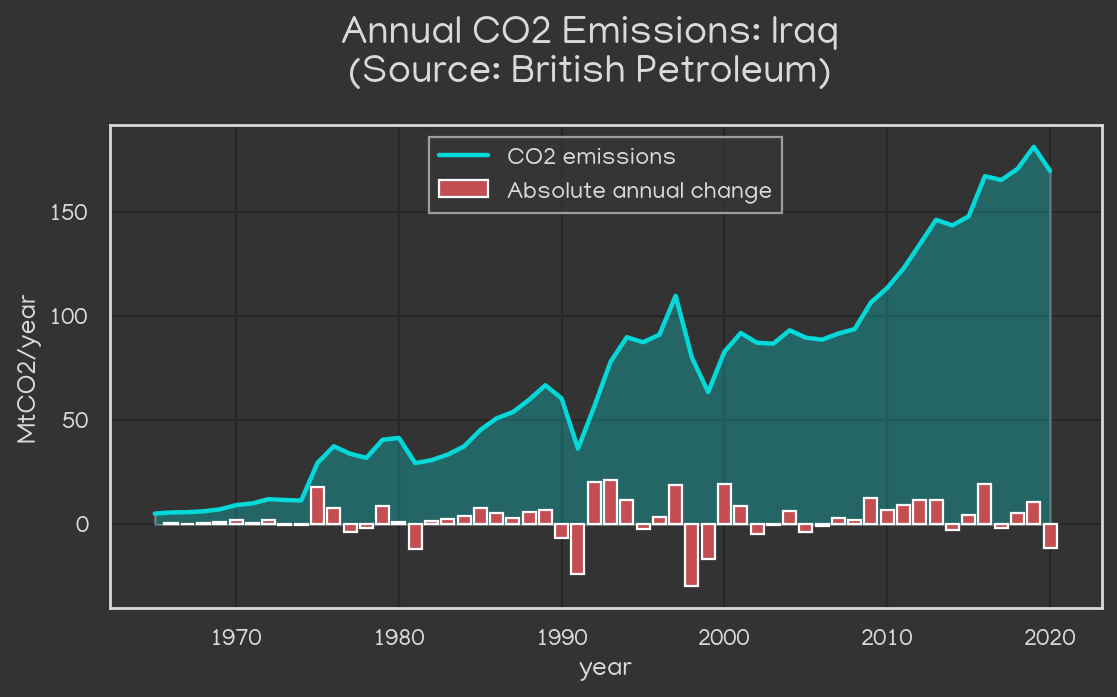 Annual CO2 Emissions: Iraq
(Source: British Petroleum)
CO2 emissions
Absolute annual change
MtCO2/year
150
100
50
0
1970 1980 1990 2000 2010 2020
year